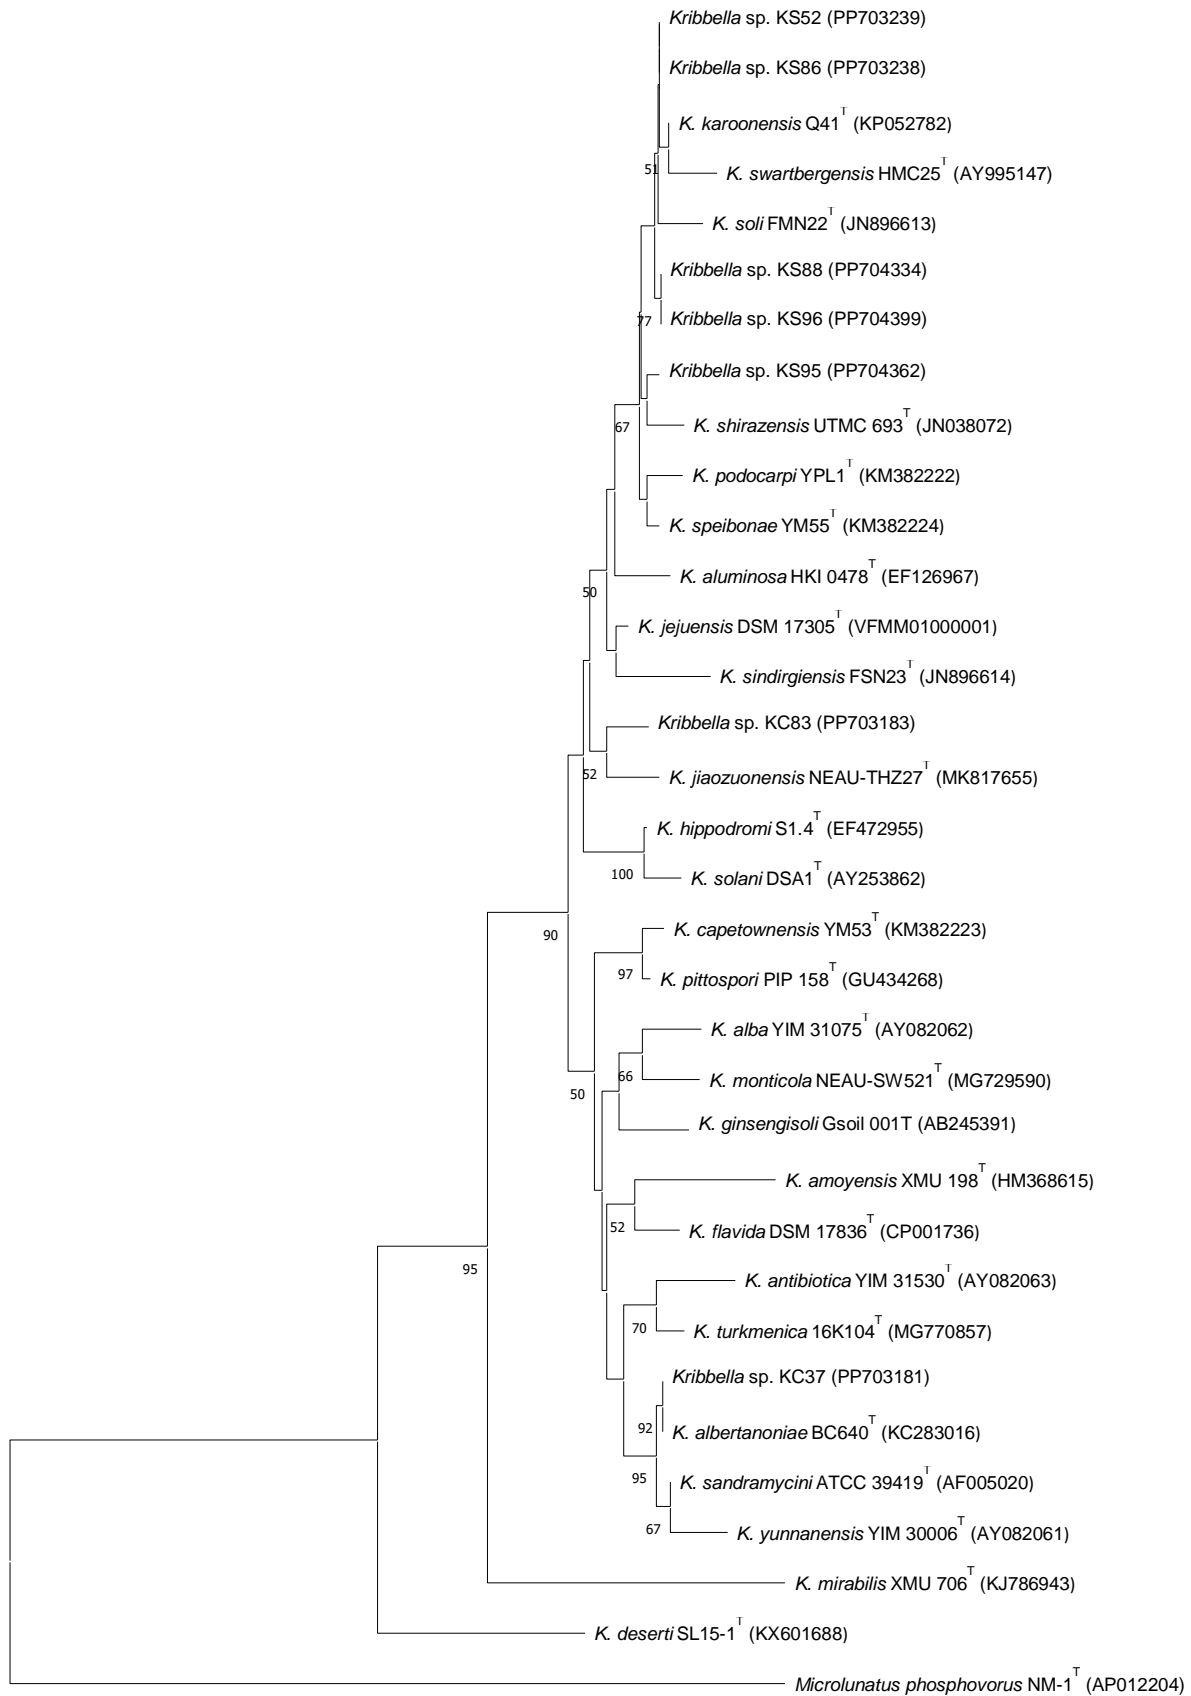 Kribbella sp. KS52 (PP703239)
Kribbella sp. KS86 (PP703238)
K. karoonensis Q41T (KP052782)
51
K. swartbergensis HMC25T (AY995147)
K. soli FMN22T (JN896613)
Kribbella sp. KS88 (PP704334)
77
Kribbella sp. KS96 (PP704399)
Kribbella sp. KS95 (PP704362)
67
K. shirazensis UTMC 693T (JN038072)
K. podocarpi YPL1T (KM382222)
K. speibonae YM55T (KM382224)
K. aluminosa HKI 0478T (EF126967)
50
K. jejuensis DSM 17305T (VFMM01000001)
K. sindirgiensis FSN23T (JN896614)
Kribbella sp. KC83 (PP703183)
52
K. jiaozuonensis NEAU-THZ27T (MK817655)
K. hippodromi S1.4T (EF472955)
100
K. solani DSA1T (AY253862)
90
K. capetownensis YM53T (KM382223)
97
K. pittospori PIP 158T (GU434268)
K. alba YIM 31075T (AY082062)
66
K. monticola NEAU-SW521T (MG729590)
50
K. ginsengisoli Gsoil 001T (AB245391)
K. amoyensis XMU 198T (HM368615)
52
K. flavida DSM 17836T (CP001736)
95
K. antibiotica YIM 31530T (AY082063)
70
K. turkmenica 16K104T (MG770857)
Kribbella sp. KC37 (PP703181)
92
K. albertanoniae BC640T (KC283016)
95
K. sandramycini ATCC 39419T (AF005020)
67
K. yunnanensis YIM 30006T (AY082061)
K. mirabilis XMU 706T (KJ786943)
K. deserti SL15-1T (KX601688)
Microlunatus phosphovorus NM-1T (AP012204)